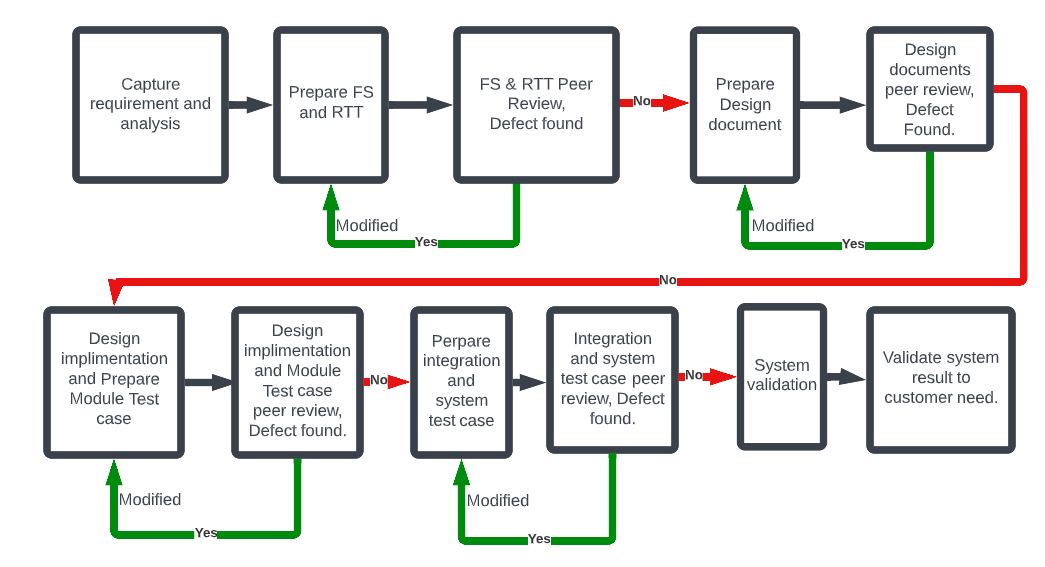 Capture
requirement and
analysis
Prepare FS
and RTT
FS & RTT Peer
Review,
Defect found
No
Prepare
Design
document
Design
documents
peer review,
Defect
Found.
Modified
Yes
Modified
Yes
No
Design
implimentation
and Prepare
Module Test
case
Design
implimentation
and Module
Test case
peer review,
Defect found.
No
Perpare
integration
and
system
test case
Integration
and system
test case peer
review, Defect
found.
No
System
validation
Validate system
result to
customer need.
Modified
Yes
Modified
Yes